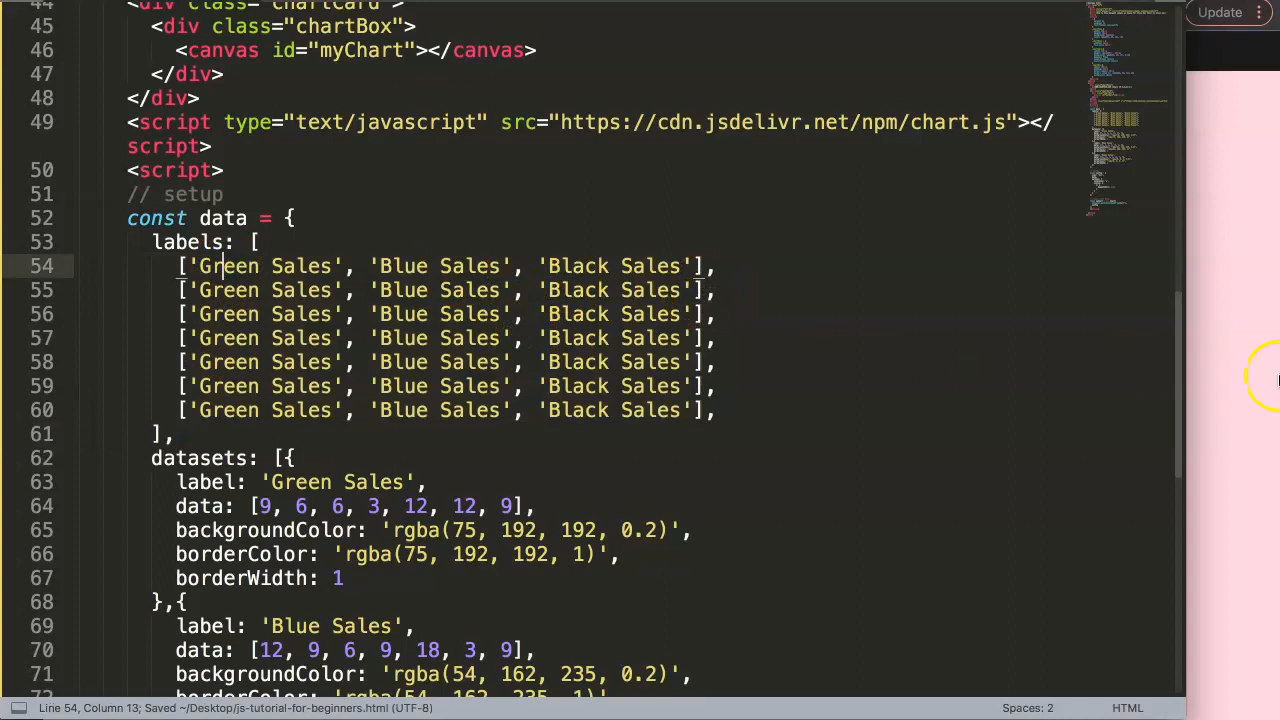 44 <div class="chartCard">
Update
45 <div class="chartBox">
46 <canvas id="myChart"></canvas>
47 </div>
48 </div>
49 <script type="text/javascript" src="https://cdn.jsdelivr.net/npm/chart.js"></
script>
50 <script>
51 // setup
52 const data = {
53 labels: [
54 ['Green Sales', 'Blue Sales', 'Black Sales'],
55 ['Green Sales', 'Blue Sales', 'Black Sales'],
56 ['Green Sales', 'Blue Sales', 'Black Sales'],
57 ['Green Sales', 'Blue Sales', 'Black Sales'],
58 ['Green Sales', 'Blue Sales', 'Black Sales'],
59 ['Green Sales', 'Blue Sales', 'Black Sales'],
60 ['Green Sales', 'Blue Sales', 'Black Sales'],
61 ],
62 datasets: [{
63 label: 'Green Sales',
64 data: [9, 6, 6, 3, 12, 12, 9],
65 backgroundColor: 'rgba(75, 192, 192, 0.2)',
66 borderColor: 'rgba(75, 192, 192, 1)',
67 borderWidth: 1
68 },{
69 label: 'Blue Sales',
70 data: [12, 9, 6, 9, 18, 3, 9],
71 backgroundColor: 'rgba(54, 162, 235, 0.2)',
72 borderColor: 'rgba(54, 162, 235, 1)'
Line 54, Column 13; Saved ~/Desktop/js-tutorial-for-beginners.html (UTF-8)
Spaces: 2
HTML